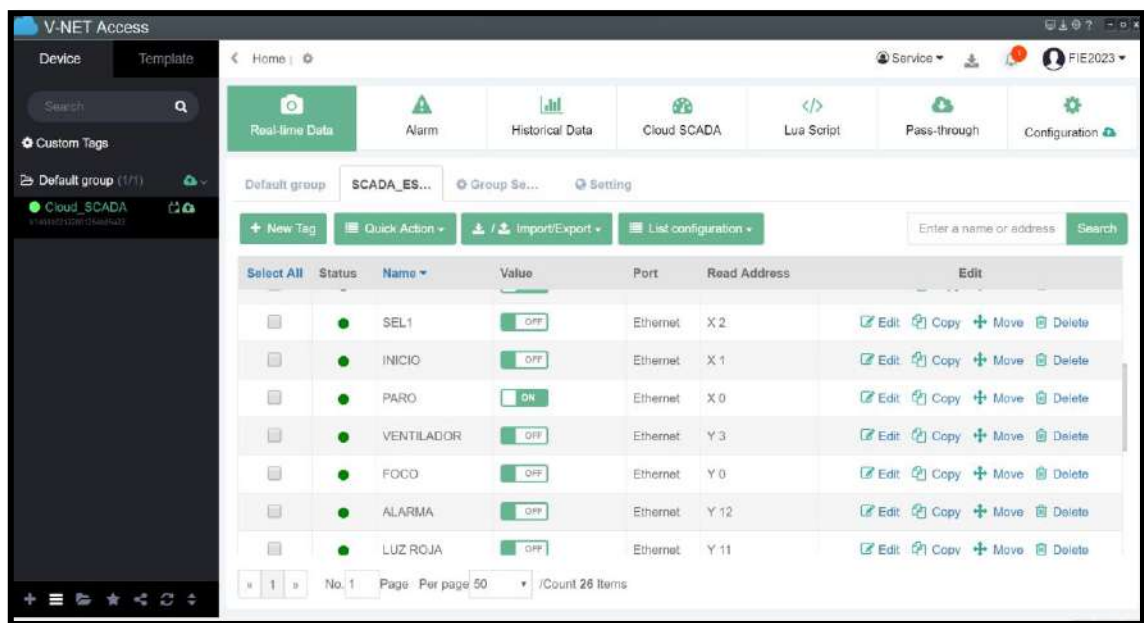 V-NET Access
Device Template
Home
Service FIE2023
Search
Custom Tags
Default group (1/1)
Cloud_SCADA
Real-time Data Alarm Historical Data Cloud SCADA Lua Script Pass-through Configuration
Default group SCADA_ES... Group Se... Setting
+ New Tag Quick Action Import/Export List configuration Enter a name or address Search
Select All Status Name Value Port Read Address Edit
SEL1 OFF Ethernet X 2 Edit Copy Move Delete
INICIO OFF Ethernet X 1 Edit Copy Move Delete
PARO ON Ethernet X 0 Edit Copy Move Delete
VENTILADOR OFF Ethernet Y 3 Edit Copy Move Delete
FOCO OFF Ethernet Y 0 Edit Copy Move Delete
ALARMA OFF Ethernet Y 12 Edit Copy Move Delete
LUZ ROJA OFF Ethernet Y 11 Edit Copy Move Delete
« 1 » No. 1 Page Per page 50 /Count 26 Items